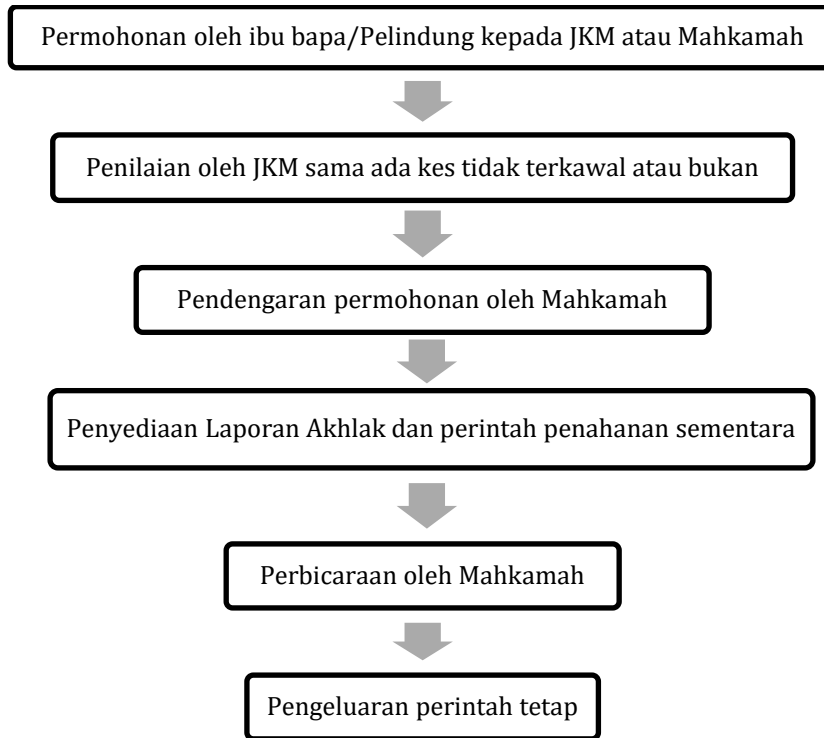 Permohonan oleh ibu bapa/Pelindung kepada JKM atau Mahkamah
Penilaian oleh JKM sama ada kes tidak terkawal atau bukan
Pendengaran permohonan oleh Mahkamah
Penyediaan Laporan Akhlak dan perintah penahanan sementara
Perbicaraan oleh Mahkamah
Pengeluaran perintah tetap